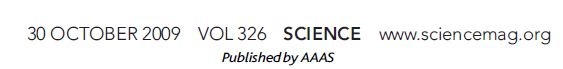 30 OCTOBER 2009 VOL 326 SCIENCE www.sciencemag.org
Published by AAAS